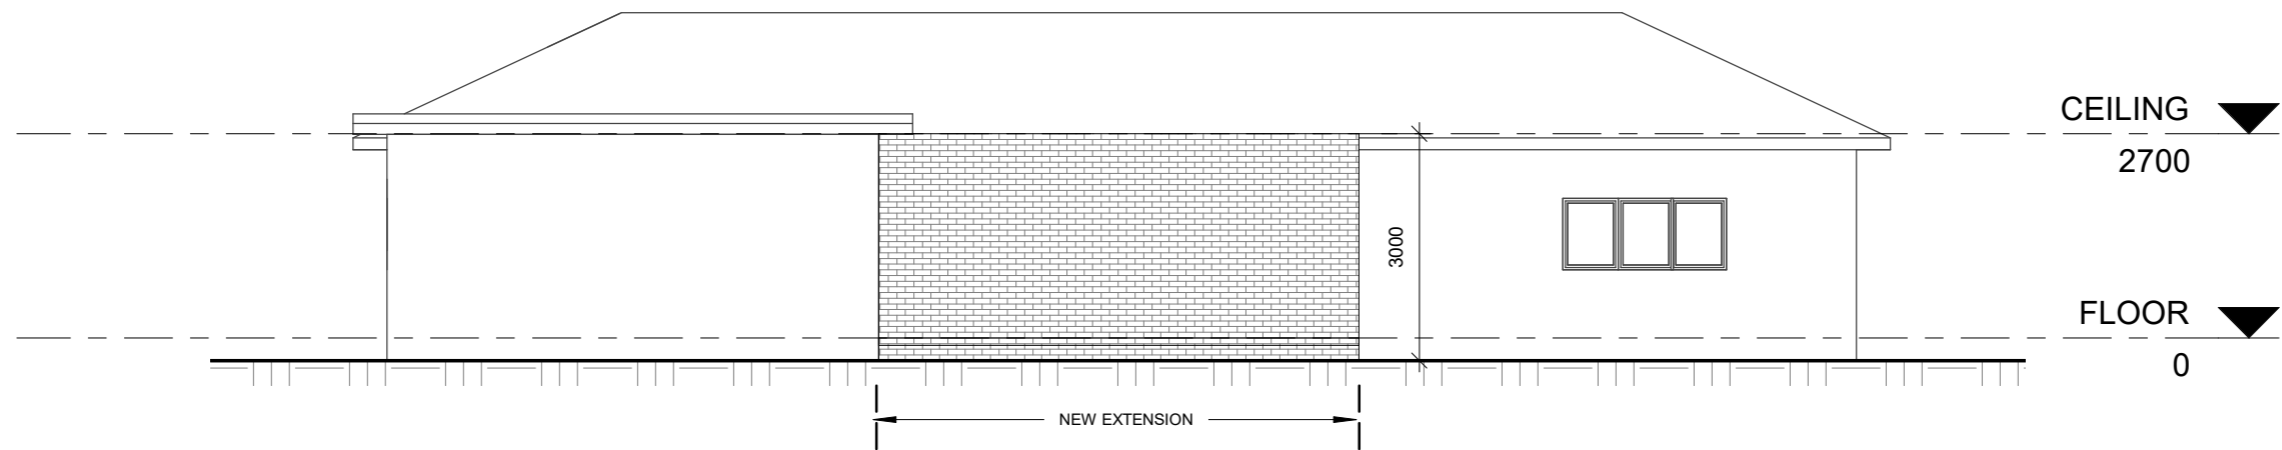 CEILING
2700
3000
FLOOR
0
NEW EXTENSION